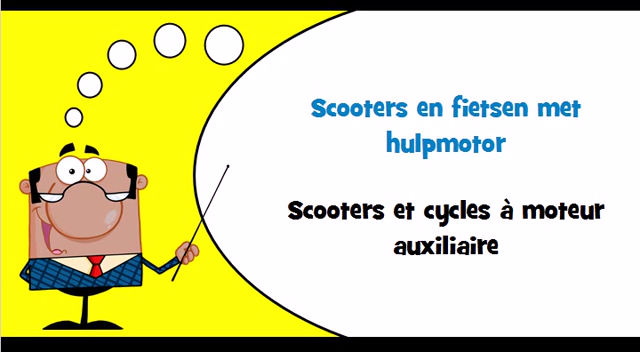 Scooters en fietsen met
hulpmotor
Scooters et cycles à moteur
auxiliaire